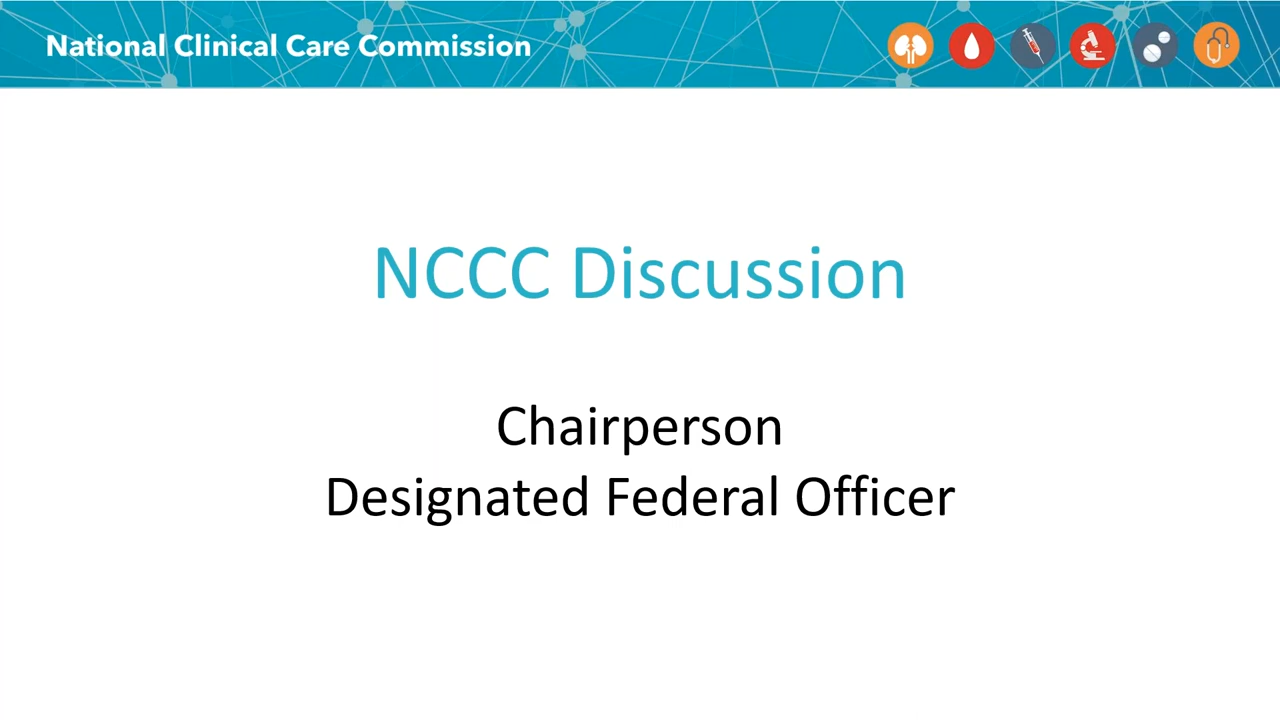 National Clinical Care Commission
NCCC Discussion
Chairperson
Designated Federal Officer